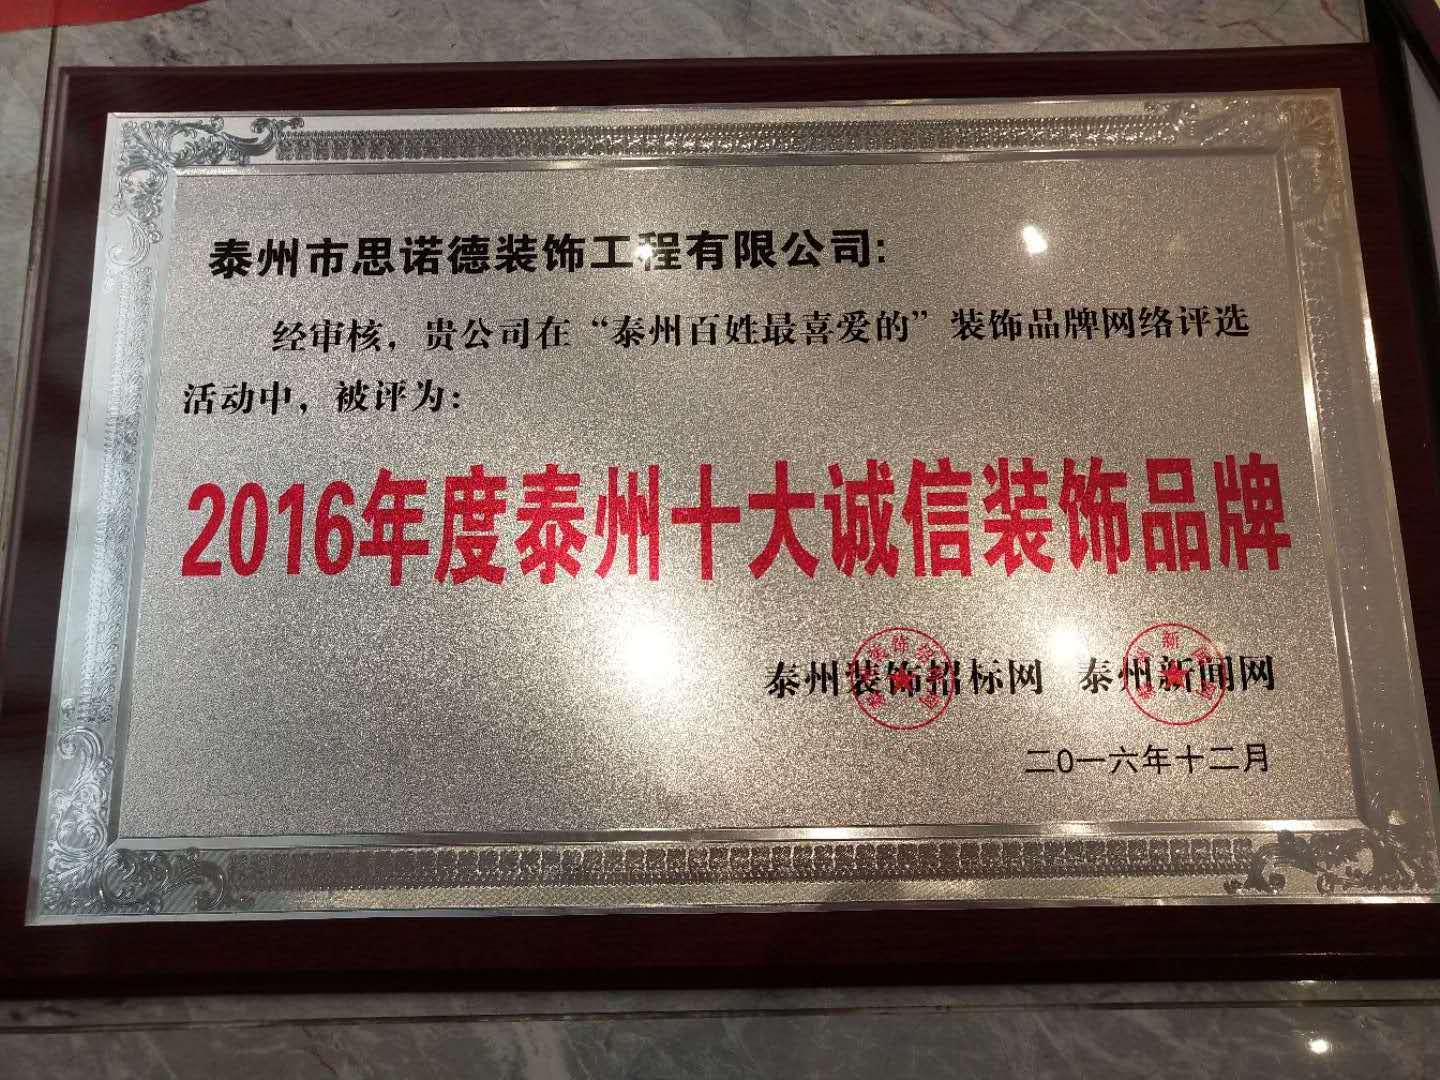 泰州市思诺德装饰工程有限公司:
经审核，贵公司在“泰州百姓最喜爱的”装饰品牌网络评选
活动中，被评为：
2016年度泰州十大诚信装饰品牌
泰州装饰招标网 泰州新闻网
二0一六年十二月